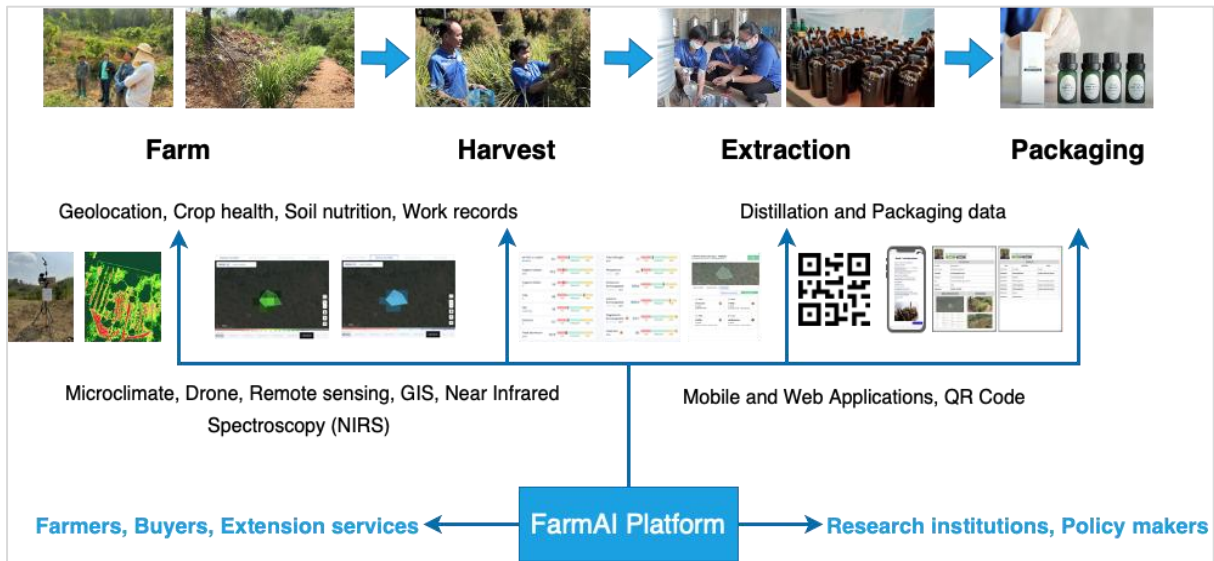 Farm
Harvest
Extraction
Packaging
Geolocation, Crop health, Soil nutrition, Work records
Distillation and Packaging data
Microclimate, Drone, Remote sensing, GIS, Near Infrared
Spectroscopy (NIRS)
Mobile and Web Applications, QR Code
Farmers, Buyers, Extension services
FarmAI Platform
Research institutions, Policy makers